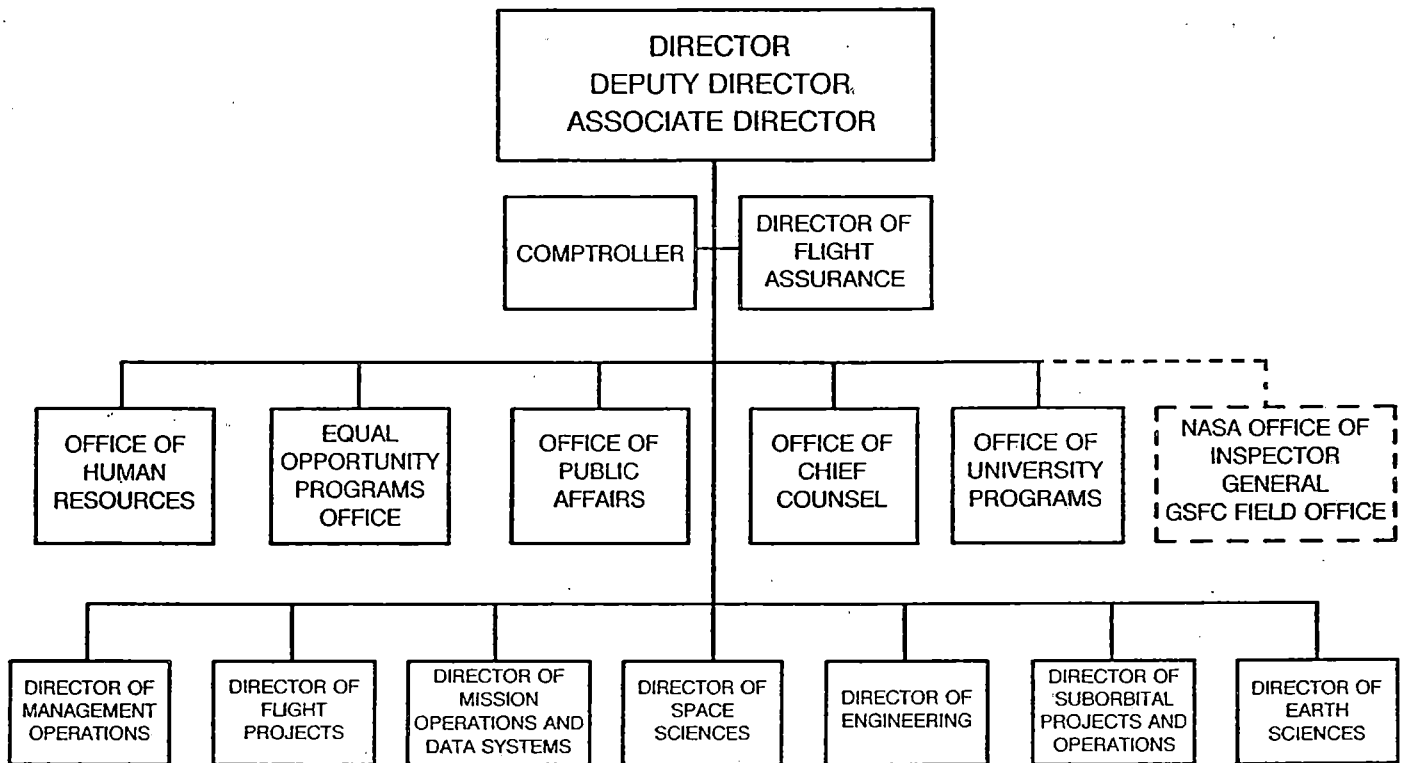 DIRECTOR
DEPUTY DIRECTOR
ASSOCIATE DIRECTOR
COMPTROLLER
DIRECTOR OF
FLIGHT
ASSURANCE
OFFICE OF
HUMAN
RESOURCES
EQUAL
OPPORTUNITY
PROGRAMS
OFFICE
OFFICE OF
PUBLIC
AFFAIRS
OFFICE OF
CHIEF
COUNSEL
OFFICE OF
UNIVERSITY
PROGRAMS
NASA OFFICE OF
INSPECTOR
GENERAL
GSFC FIELD OFFICE
DIRECTOR OF
MANAGEMENT
OPERATIONS
DIRECTOR OF
FLIGHT
PROJECTS
DIRECTOR OF
MISSION
OPERATIONS AND
DATA SYSTEMS
DIRECTOR OF
SPACE
SCIENCES
DIRECTOR OF
ENGINEERING
DIRECTOR OF
SUBORBITAL
PROJECTS AND
OPERATIONS
DIRECTOR OF
EARTH
SCIENCES